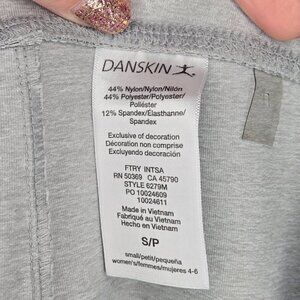 DANSKIN
44% Nylon/Nylon/Nilón
44% Polyester/Polyester/
Poliéster
12% Spandex/Élasthanne/
Spandex
Exclusive of decoration
Décoration non comprise
Excluyendo decoración
FTRY INTSA
RN 50369 CA 45790
STYLE 6279M
PO 10024609
10024611
Made in Vietnam
Fabriqué au Vietnam
Hecho en Vietnam
S/P
small/petit/pequeña
women's/femmes/mujeres 4-6